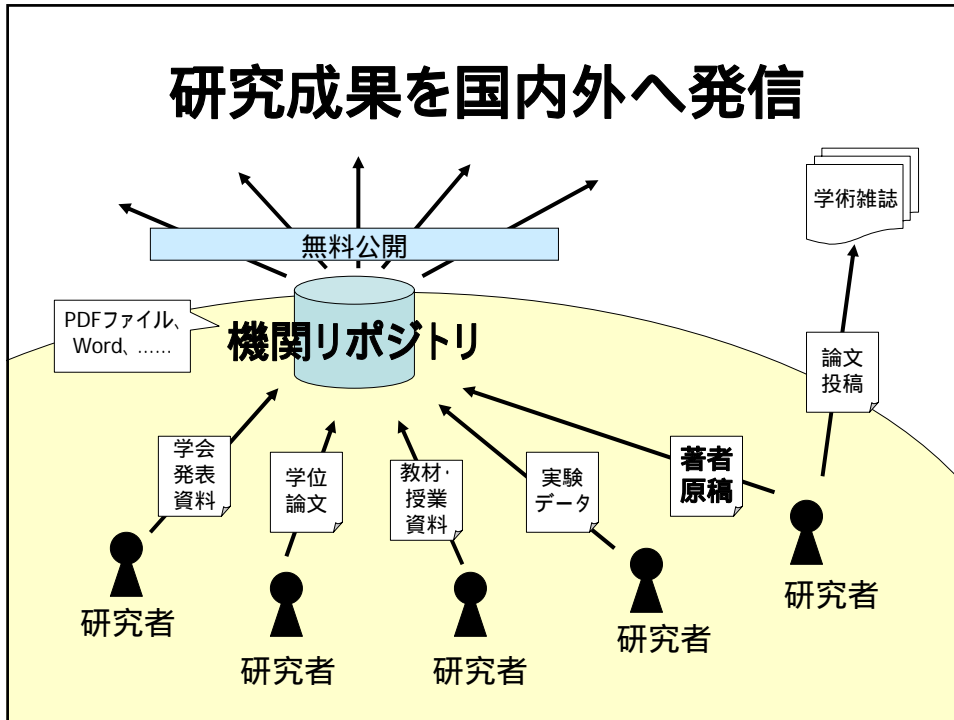 研究成果を国内外へ発信
学術雑誌
無料公開
PDFファイル、
Word、……
機関リポジトリ
論文
投稿
学会
発表
資料
学位
論文
教材・
授業
資料
実験
データ
著者
原稿
研究者
研究者
研究者
研究者
研究者